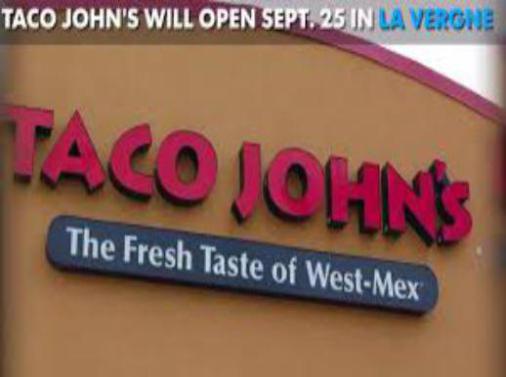 TACO JOHN'S WILL OPEN SEPT. 25 IN LA VERGNE
TACO JOHN'S
The Fresh Taste of West-Mex